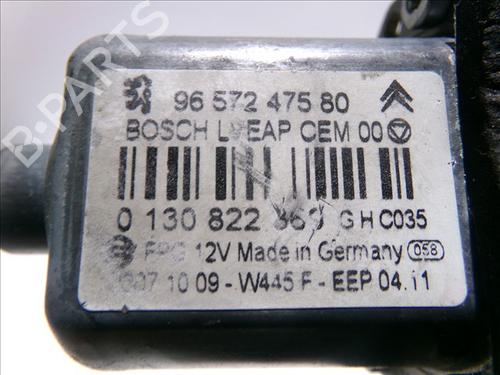 96 572 475 80
BOSCH CEM 00
0 130 822 G H C035
12V Made in Germany 058
10 09 - W445 F - EEP 04.11
B-PARTS